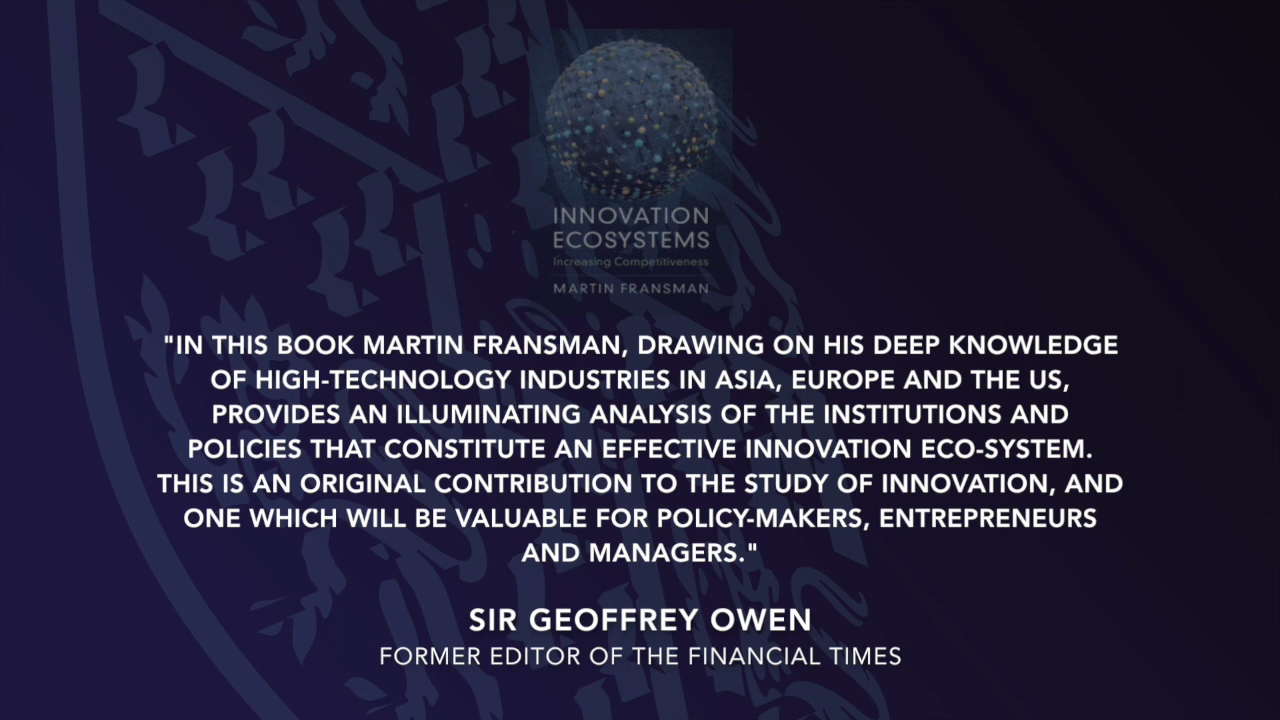 INNOVATION
ECOSYSTEMS
Increasing Competitiveness
MARTIN FRANSMAN
"IN THIS BOOK MARTIN FRANSMAN, DRAWING ON HIS DEEP KNOWLEDGE
OF HIGH-TECHNOLOGY INDUSTRIES IN ASIA, EUROPE AND THE US,
PROVIDES AN ILLUMINATING ANALYSIS OF THE INSTITUTIONS AND
POLICIES THAT CONSTITUTE AN EFFECTIVE INNOVATION ECO-SYSTEM.
THIS IS AN ORIGINAL CONTRIBUTION TO THE STUDY OF INNOVATION, AND
ONE WHICH WILL BE VALUABLE FOR POLICY-MAKERS, ENTREPRENEURS
AND MANAGERS."
SIR GEOFFREY OWEN
FORMER EDITOR OF THE FINANCIAL TIMES